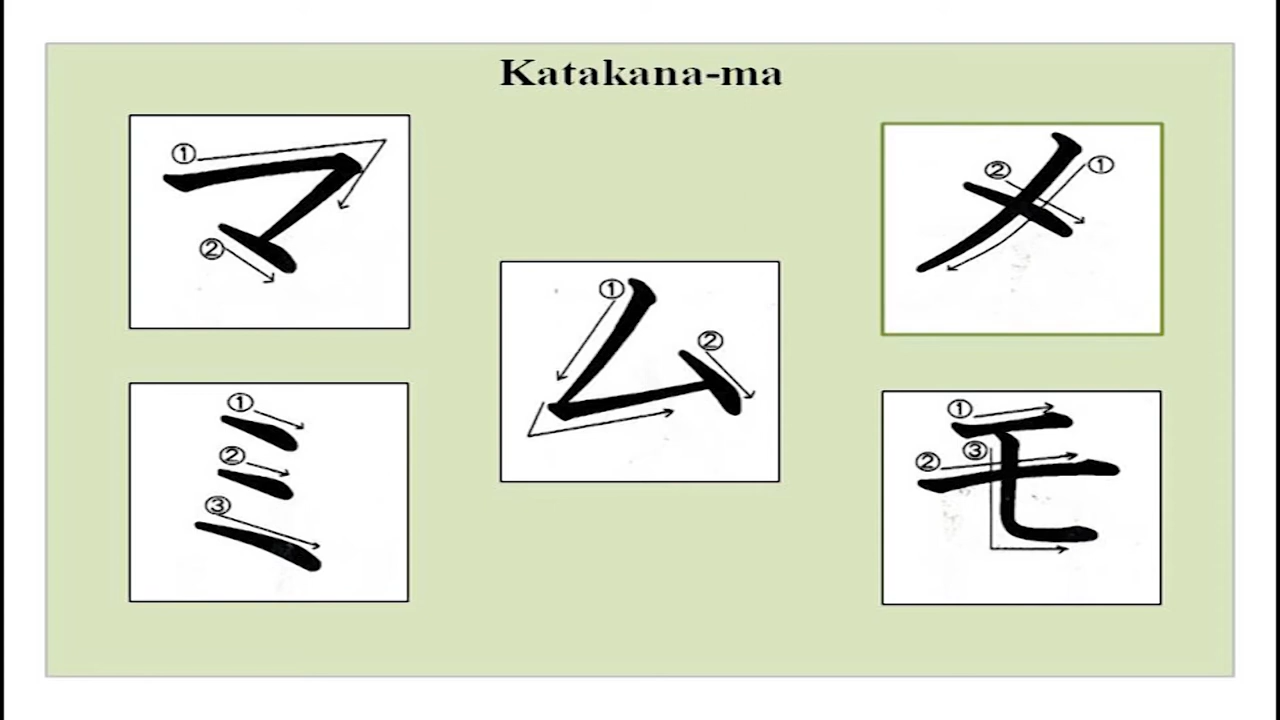 Katakana-ma
マ
① ②
ミ
① ② ③
ム
① ②
メ
① ②
モ
① ② ③